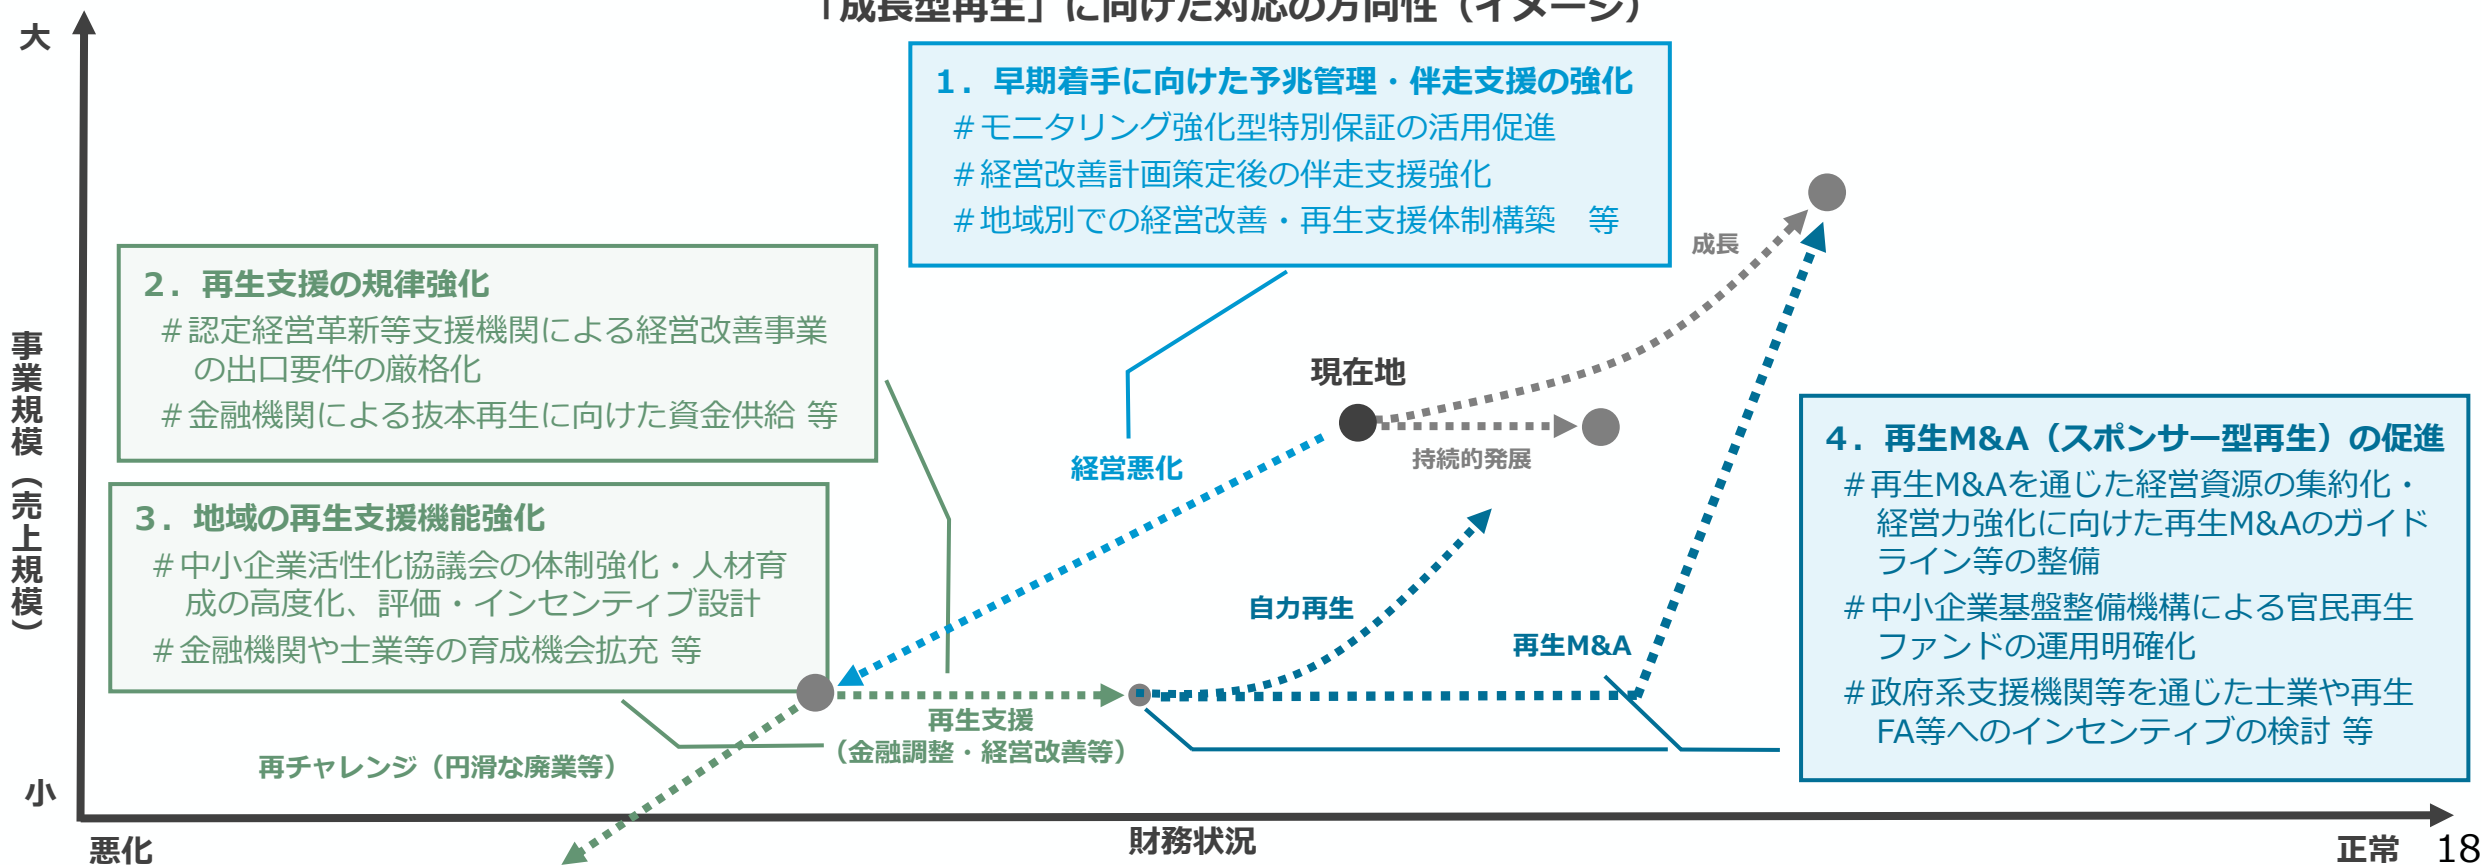 「成長型再生」に向けた対応の方向性（イメージ）
大
1．早期着手に向けた予兆管理・伴走支援の強化
＃モニタリング強化型特別保証の活用促進
＃経営改善計画策定後の伴走支援強化
＃地域別での経営改善・再生支援体制構築　等
成長
2．再生支援の規律強化
＃認定経営革新等支援機関による経営改善事業
の出口要件の厳格化
＃金融機関による抜本再生に向けた資金供給 等
事業規模（売上規模）
現在地
経営悪化
持続的発展
3．地域の再生支援機能強化
＃中小企業活性化協議会の体制強化・人材育
成の高度化、評価・インセンティブ設計
＃金融機関や士業等の育成機会拡充 等
4．再生M&A（スポンサー型再生）の促進
＃再生M&Aを通じた経営資源の集約化・
経営力強化に向けた再生M&Aのガイド
ライン等の整備
＃中小企業基盤整備機構による官民再生
ファンドの運用明確化
＃政府系支援機関等を通じた士業や再生
FA等へのインセンティブの検討 等
自力再生
再生M&A
再生支援
（金融調整・経営改善等）
再チャレンジ（円滑な廃業等）
小
悪化
財務状況
正常
18